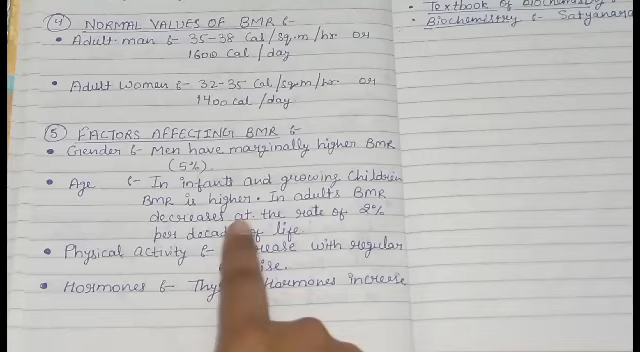 ④ NORMAL VALUES OF BMR :-
• Adult man :- 35-38 Cal/sq.m/hr or
1600 Cal/day
• Adult Women :- 32-35 Cal/sq.m/hr or
1400 cal/day
⑤ FACTORS AFFECTING BMR :-
• Gender :- Men have marginally higher BMR
(5%).
• Age :- In infants and growing children
BMR is higher. In adults BMR
decreases at the rate of 2%
per decade of life.
• Physical activity :- with regular
• Hormones :- Hormones increase
• Textbook of Biochemistry
• Biochemistry :- Satyanara